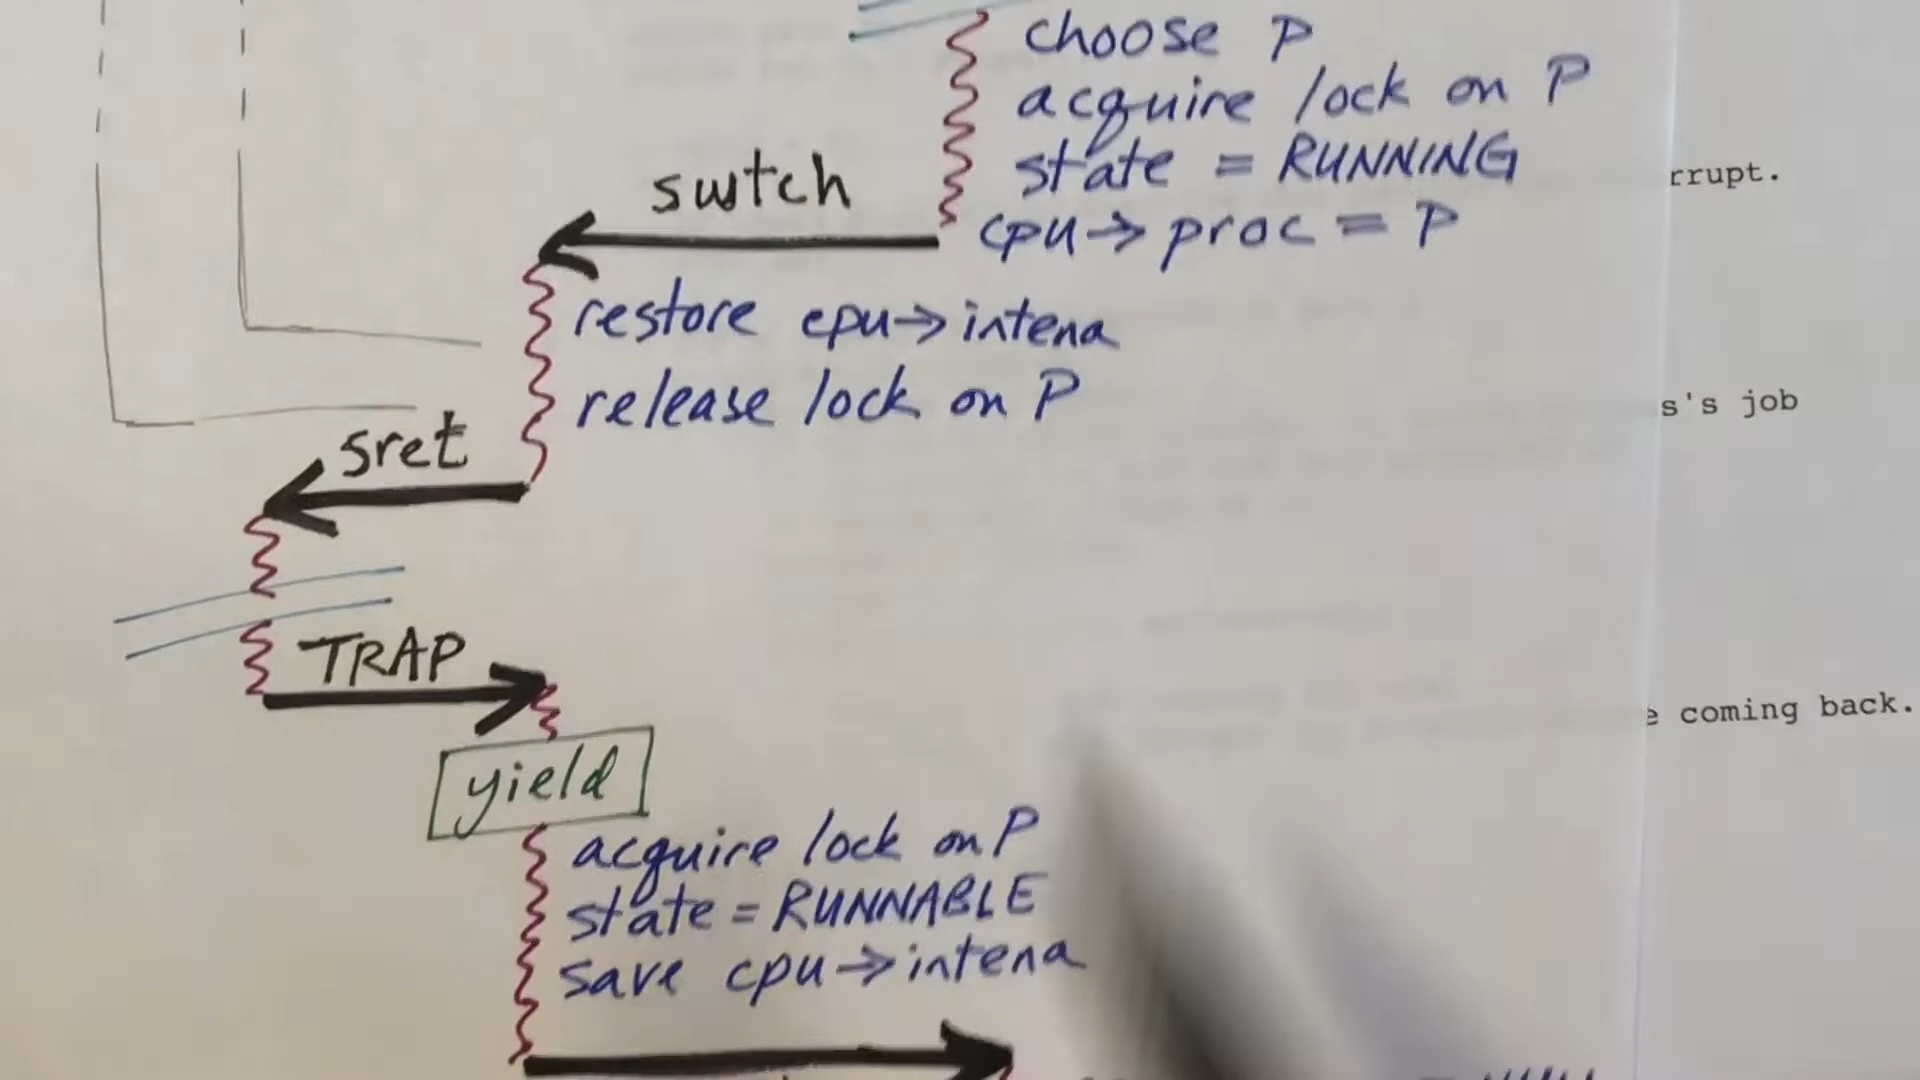 choose P
acquire lock on P
state = RUNNING
rrupt.
swtch
cpu→proc = P
restore cpu→intena
release lock on P
s's job
sret
TRAP
e coming back.
yield
acquire lock on P
state = RUNNABLE
save cpu→intena